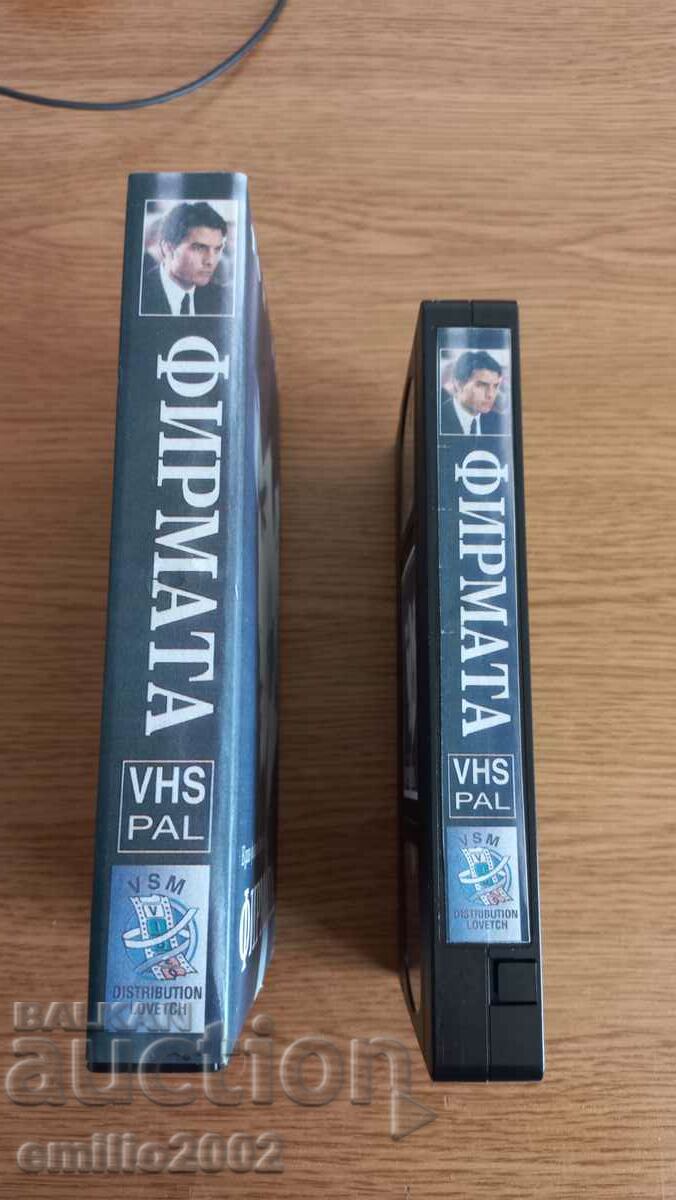 ФИРМАТА
VHS
PAL
VSM
DISTRIBUTION
LOVETCH
ФИРМАТА
VHS
PAL
VSM
DISTRIBUTION
LOVETCH
BALKAN
auction
emilio2002